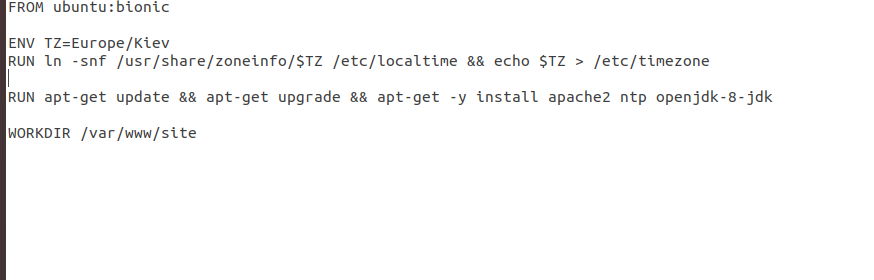 FROM ubuntu:bionic
ENV TZ=Europe/Kiev
RUN ln -snf /usr/share/zoneinfo/$TZ /etc/localtime && echo $TZ > /etc/timezone
RUN apt-get update && apt-get upgrade && apt-get -y install apache2 ntp openjdk-8-jdk
WORKDIR /var/www/site